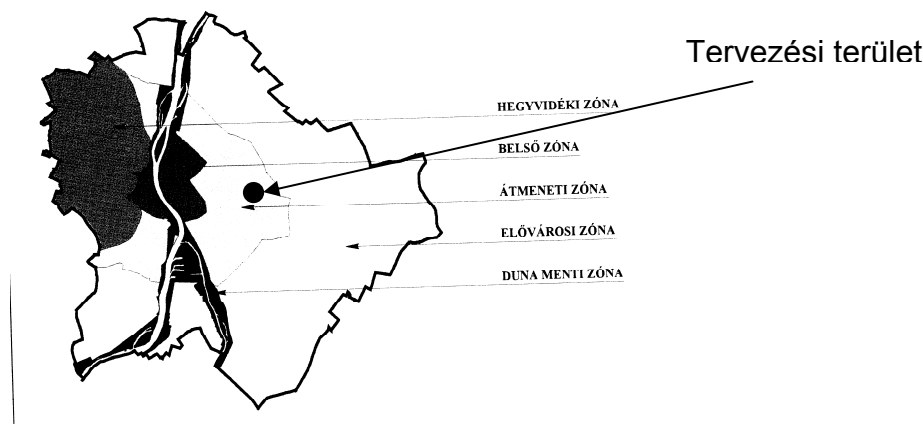 Tervezési terület
HEGYVIDÉKI ZÓNA
BELSŐ ZÓNA
ÁTMENETI ZÓNA
ELŐVÁROSI ZÓNA
DUNA MENTI ZÓNA